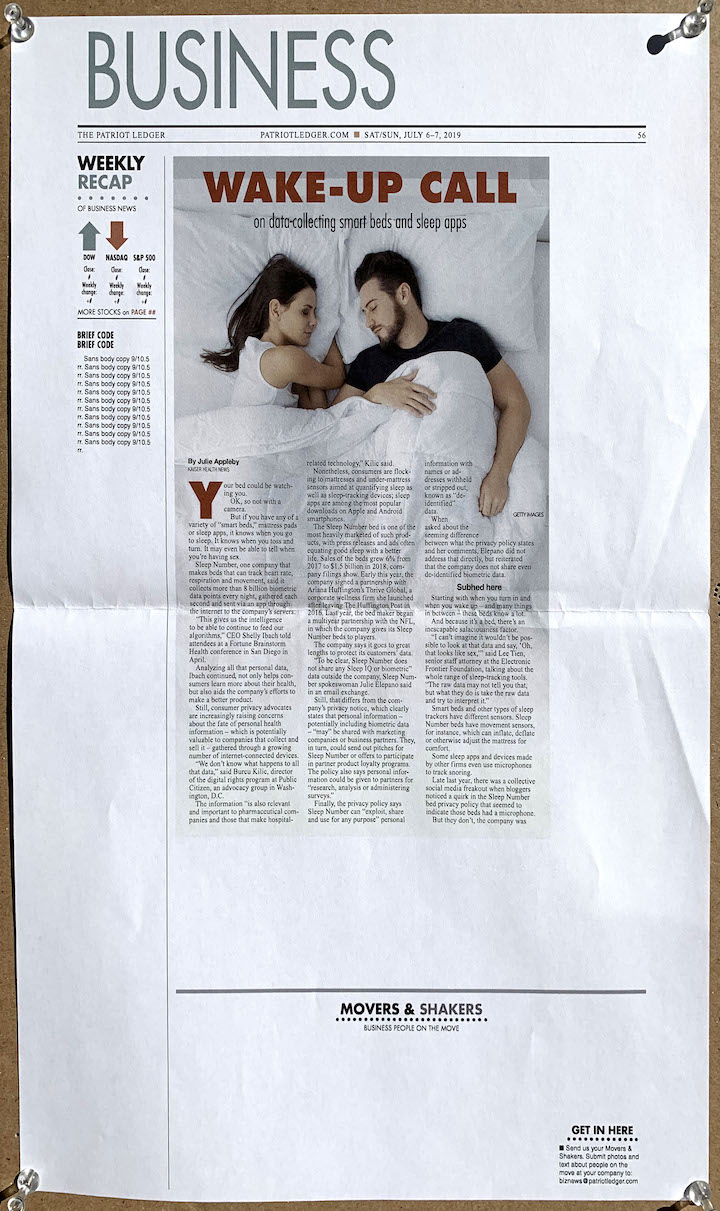 BUSINESS
THE PATRIOT LEDGER
PATRIOTLEDGER.COM ■ SAT/SUN, JULY 6–7, 2019
56
WEEKLY
RECAP
OF BUSINESS NEWS
DOW NASDAQ S&P 500
Close: Close: Close:
# # #
Weekly Weekly Weekly
change: change: change:
+# +# +#
MORE STOCKS on PAGE ##
BRIEF CODE
BRIEF CODE
Sans body copy 9/10.5
rr. Sans body copy 9/10.5
rr. Sans body copy 9/10.5
rr. Sans body copy 9/10.5
rr. Sans body copy 9/10.5
rr. Sans body copy 9/10.5
rr. Sans body copy 9/10.5
rr. Sans body copy 9/10.5
rr. Sans body copy 9/10.5
rr. Sans body copy 9/10.5
rr. Sans body copy 9/10.5
rr.
WAKE-UP CALL
on data-collecting smart beds and sleep apps
By Julie Appleby
KAISER HEALTH NEWS
Your bed could be watch-
ing you.
OK, so not with a
camera.
But if you have any of a
variety of “smart beds,” mattress pads
or sleep apps, it knows when you go
to sleep. It knows when you toss and
turn. It may even be able to tell when
you’re having sex.
Sleep Number, one company that
makes beds that can track heart rate,
respiration and movement, said it
collects more than 8 billion biometric
data points every night, gathered each
second and sent via an app through
the internet to the company’s servers.
“This gives us the intelligence
to be able to continue to feed our
algorithms,” CEO Shelly Ibach told
attendees at a Fortune Brainstorm
Health conference in San Diego in
April.
Analyzing all that personal data,
Ibach continued, not only helps con-
sumers learn more about their health,
but also aids the company’s efforts to
make a better product.
Still, consumer privacy advocates
are increasingly raising concerns
about the fate of personal health
information – which is potentially
valuable to companies that collect and
sell it – gathered through a growing
number of internet-connected devices.
“We don’t know what happens to all
that data,” said Burcu Kilic, director
of the digital rights program at Public
Citizen, an advocacy group in Wash-
ington, D.C.
The information “is also relevant
and important to pharmaceutical com-
panies and those that make hospital-
related technology,” Kilic said.
Nonetheless, consumers are flock-
ing to mattresses and under-mattress
sensors aimed at quantifying sleep as
well as sleep-tracking devices; sleep
apps are among the most popular
downloads on Apple and Android
smartphones.
The Sleep Number bed is one of the
most heavily marketed of such prod-
ucts, with press releases and ads often
equating good sleep with a better
life. Sales of the beds grew 6% from
2017 to $1.5 billion in 2018, com-
pany filings show. Early this year, the
company signed a partnership with
Ariana Huffington’s Thrive Global, a
corporate wellness firm she launched
after leaving The Huffington Post in
2016. Last year, the bed maker began
a multiyear partnership with the NFL,
in which the company gives its Sleep
Number beds to players.
The company says it goes to great
lengths to protect its customers’ data.
“To be clear, Sleep Number does
not share any Sleep IQ or biometric”
data outside the company, Sleep Num-
ber spokeswoman Julie Elepano said
in an email exchange.
Still, that differs from the com-
pany’s privacy notice, which clearly
states that personal information –
potentially including biometric data
– “may” be shared with marketing
companies or business partners. They,
in turn, could send out pitches for
Sleep Number or offers to participate
in partner product loyalty programs.
The policy also says personal infor-
mation could be given to partners for
“research, analysis or administering
surveys.”
Finally, the privacy policy says
Sleep Number can “exploit, share
and use for any purpose” personal
information with
names or ad-
dresses withheld
or stripped out,
known as “de-
identified”
data.
When
asked about the
seeming difference
between what the privacy policy states
and her comments, Elepano did not
address that directly, but reiterated
that the company does not share even
de-identified biometric data.
Subhed here
Starting with when you turn in and
when you wake up – and many things
in between – these beds know a lot.
And because it’s a bed, there’s an
inescapable salaciousness factor.
“I can’t imagine it wouldn’t be pos-
sible to look at that data and say, ‘Oh,
that looks like sex,’” said Lee Tien,
senior staff attorney at the Electronic
Frontier Foundation, talking about the
whole range of sleep-tracking tools.
“The raw data may not tell you that,
but what they do is take the raw data
and try to interpret it.”
Smart beds and other types of sleep
trackers have different sensors. Sleep
Number beds have movement sensors,
for instance, which can inflate, deflate
or otherwise adjust the mattress for
comfort.
Some sleep apps and devices made
by other firms even use microphones
to track snoring.
Late last year, there was a collective
social media freakout when bloggers
noticed a quirk in the Sleep Number
bed privacy policy that seemed to
indicate those beds had a microphone.
But they don’t, the company was
GETTY IMAGES
MOVERS & SHAKERS
BUSINESS PEOPLE ON THE MOVE
GET IN HERE
■ Send us your Movers &
Shakers. Submit photos and
text about people on the
move at your company to:
biznews@patriotledger.com